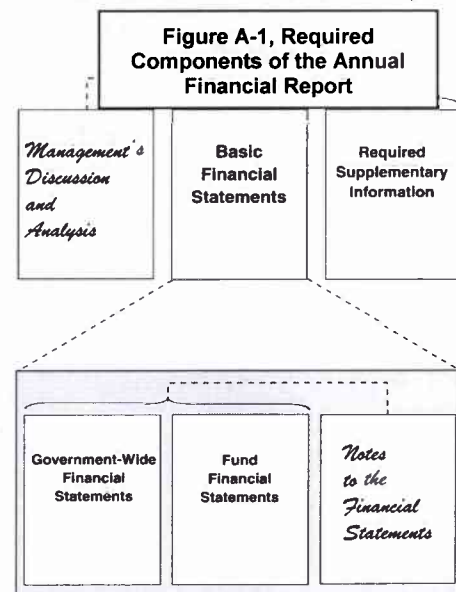 Figure A-1, Required
Components of the Annual
Financial Report
Management's
Discussion
and
Analysis
Basic
Financial
Statements
Required
Supplementary
Information
Government-Wide
Financial
Statements
Fund
Financial
Statements
Notes
to the
Financial
Statements